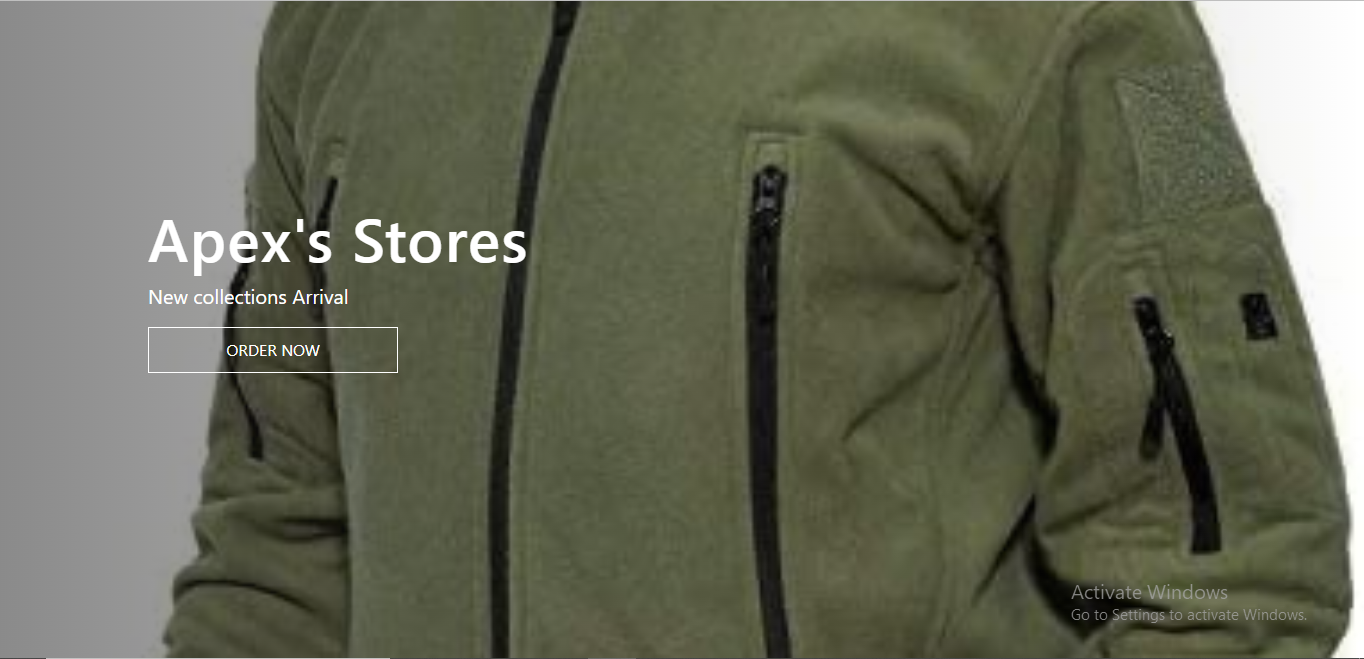 Apex's Stores
New collections Arrival
ORDER NOW
Activate Windows
Go to Settings to activate Windows.